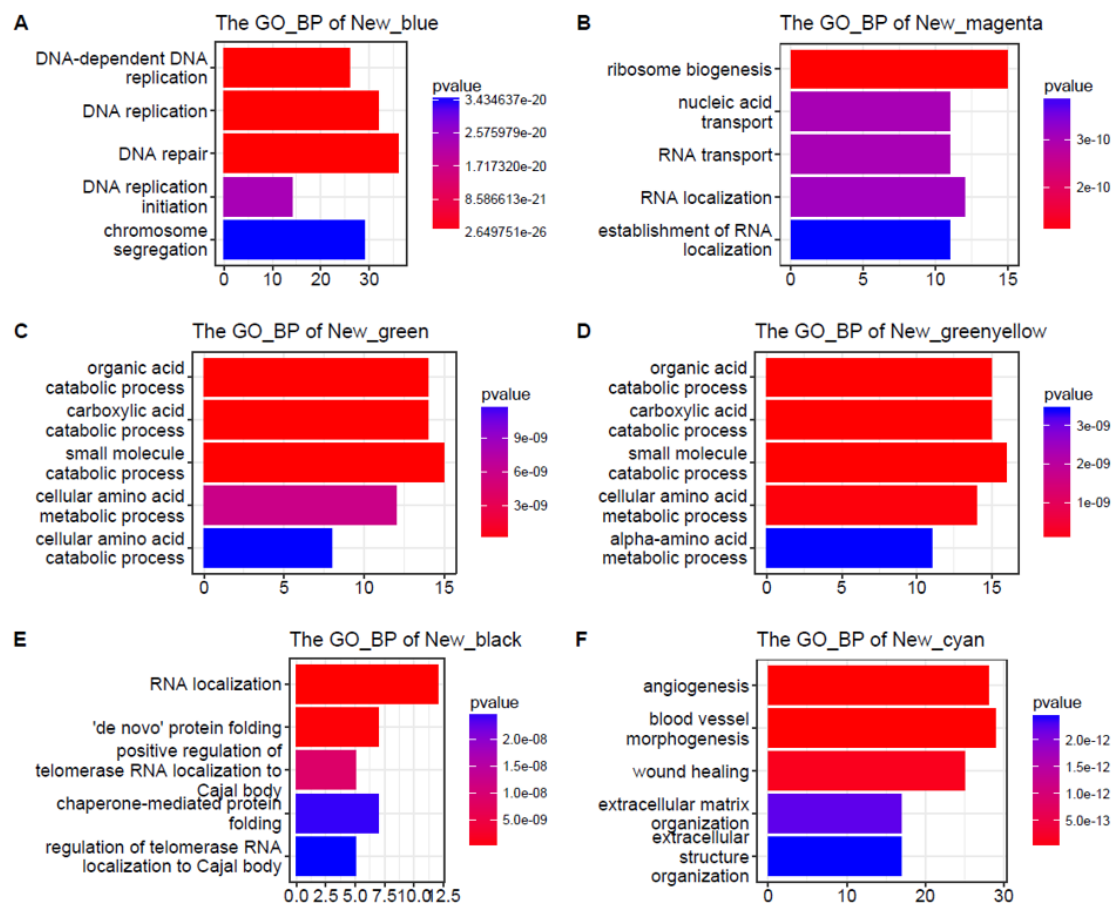 A
The GO_BP of New_blue
DNA-dependent DNA
replication
DNA replication
DNA repair
DNA replication
initiation
chromosome
segregation
0 10 20 30
pvalue
3.434637e-20
2.575979e-20
1.717320e-20
8.586613e-21
2.649751e-26
B
The GO_BP of New_magenta
ribosome biogenesis
nucleic acid
transport
RNA transport
RNA localization
establishment of RNA
localization
0 5 10 15
pvalue
3e-10
2e-10
C
The GO_BP of New_green
organic acid
catabolic process
carboxylic acid
catabolic process
small molecule
catabolic process
cellular amino acid
metabolic process
cellular amino acid
catabolic process
0 5 10 15
pvalue
9e-09
6e-09
3e-09
D
The GO_BP of New_greenyellow
organic acid
catabolic process
carboxylic acid
catabolic process
small molecule
catabolic process
cellular amino acid
metabolic process
alpha-amino acid
metabolic process
0 5 10 15
pvalue
3e-09
2e-09
1e-09
E
The GO_BP of New_black
RNA localization
'de novo' protein folding
positive regulation of
telomerase RNA localization to
Cajal body
chaperone-mediated protein
folding
regulation of telomerase RNA
localization to Cajal body
0.0 2.5 5.0 7.5 10.0 12.5
pvalue
2.0e-08
1.5e-08
1.0e-08
5.0e-09
F
The GO_BP of New_cyan
angiogenesis
blood vessel
morphogenesis
wound healing
extracellular matrix
organization
extracellular
structure
organization
0 10 20 30
pvalue
2.0e-12
1.5e-12
1.0e-12
5.0e-13